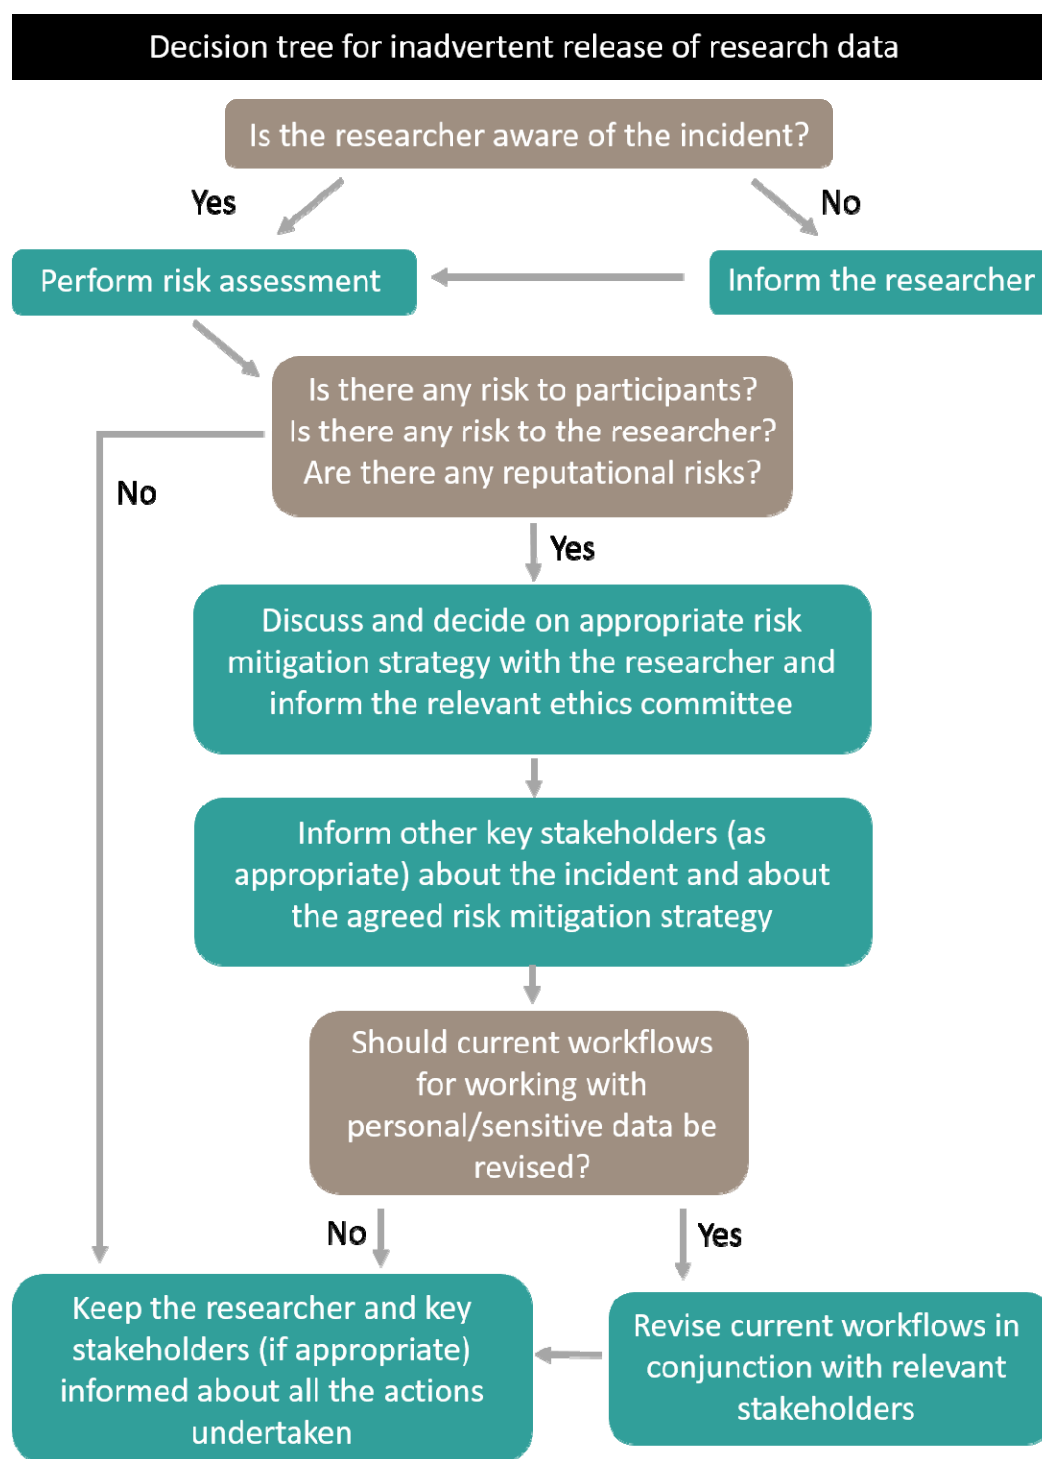 Decision tree for inadvertent release of research data
Is the researcher aware of the incident?
Yes
No
Perform risk assessment
Inform the researcher
Is there any risk to participants?
Is there any risk to the researcher?
Are there any reputational risks?
No
Yes
Discuss and decide on appropriate risk
mitigation strategy with the researcher and
inform the relevant ethics committee
Inform other key stakeholders (as
appropriate) about the incident and about
the agreed risk mitigation strategy
Should current workflows
for working with
personal/sensitive data be
revised?
No
Yes
Keep the researcher and key
stakeholders (if appropriate)
informed about all the actions
undertaken
Revise current workflows in
conjunction with relevant
stakeholders